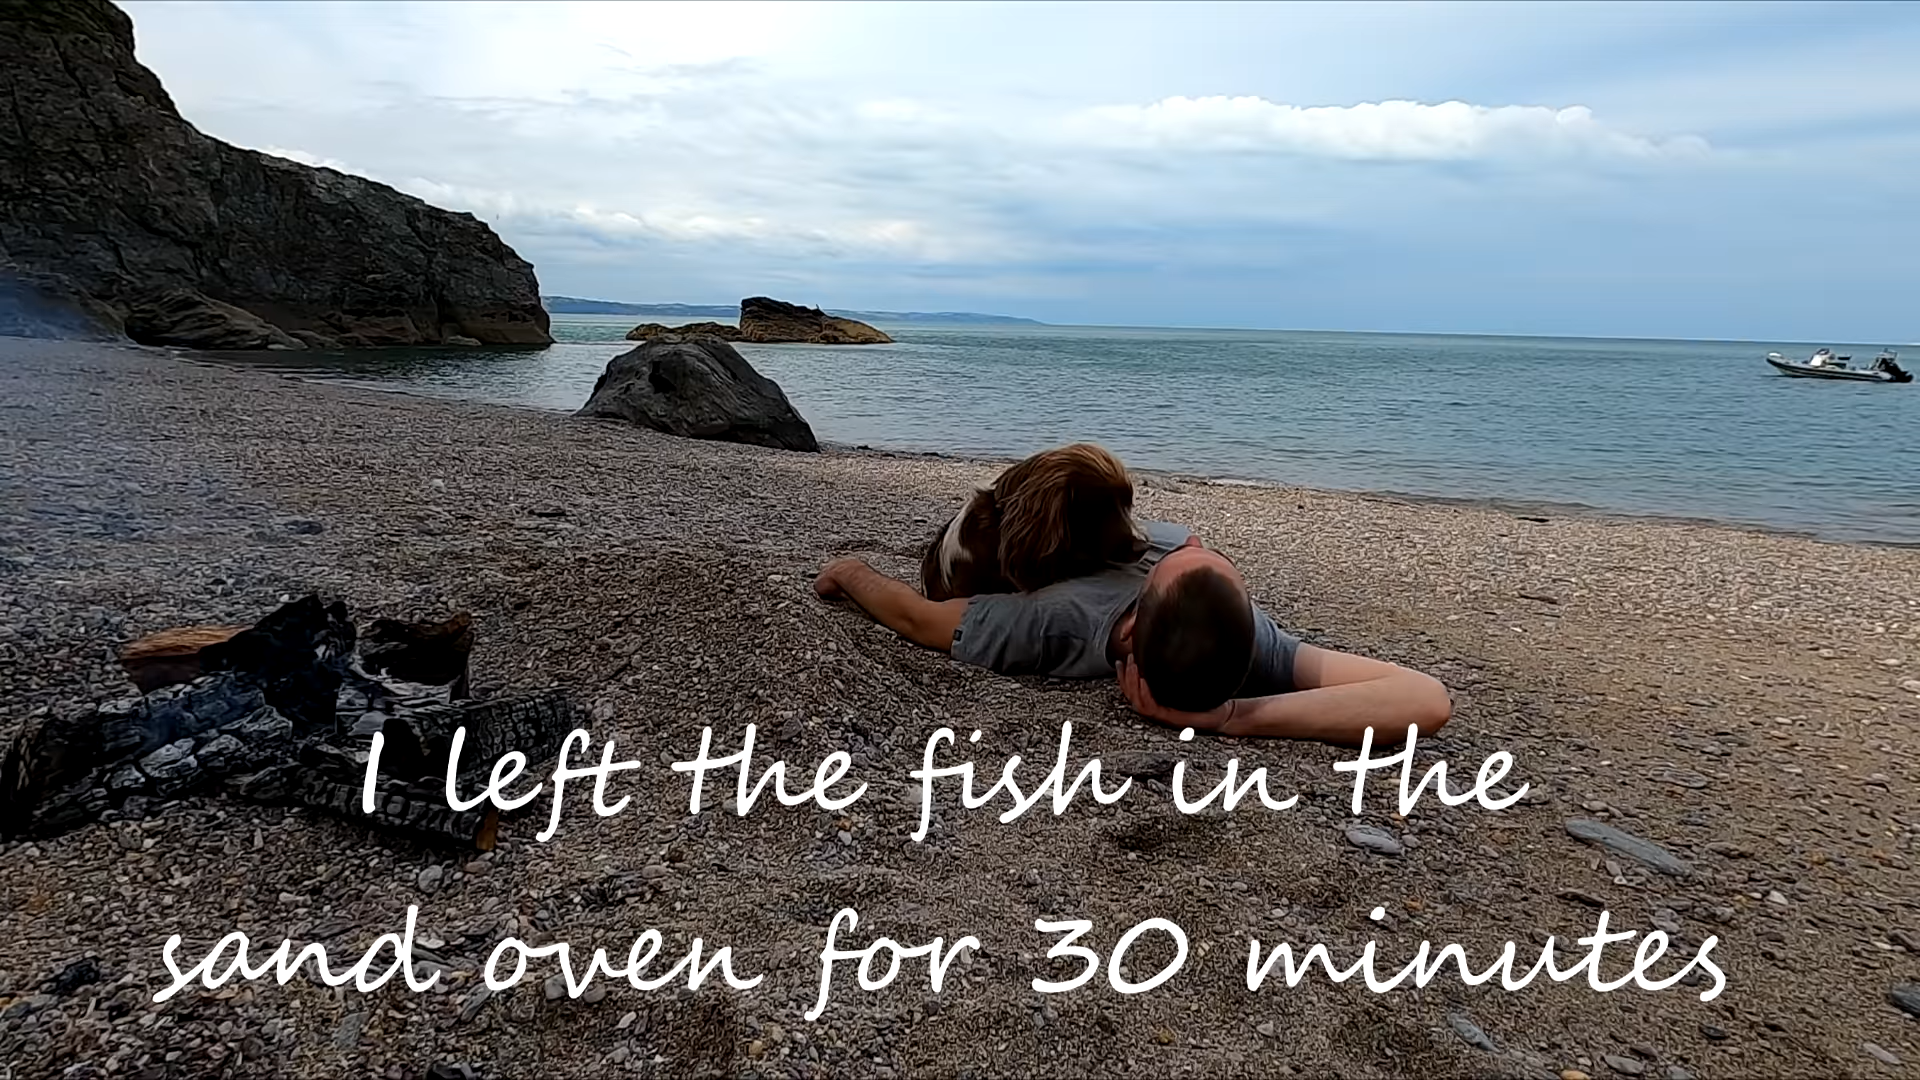 I left the fish in the
sand oven for 30 minutes